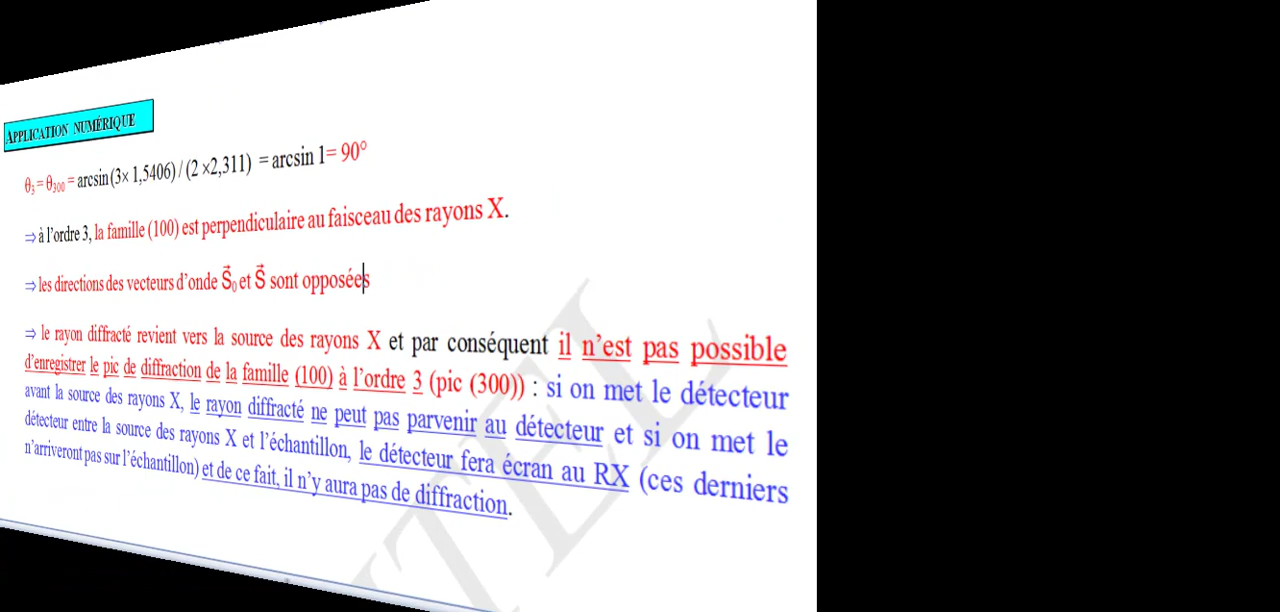 APPLICATION NUMÉRIQUE
θ₃ = θ₃₀₀ = arcsin (3× 1,5406) / (2 ×2,311) = arcsin 1= 90°
⇒ à l'ordre 3, la famille (100) est perpendiculaire au faisceau des rayons X.
⇒ les directions des vecteurs d'onde S⃗₀ et S⃗ sont opposées
⇒ le rayon diffracté revient vers la source des rayons X et par conséquent il n'est pas possible
d'enregistrer le pic de diffraction de la famille (100) à l'ordre 3 (pic (300)) : si on met le détecteur
avant la source des rayons X, le rayon diffracté ne peut pas parvenir au détecteur et si on met le
détecteur entre la source des rayons X et l'échantillon, le détecteur fera écran au RX (ces derniers
n'arriveront pas sur l'échantillon) et de ce fait, il n'y aura pas de diffraction.